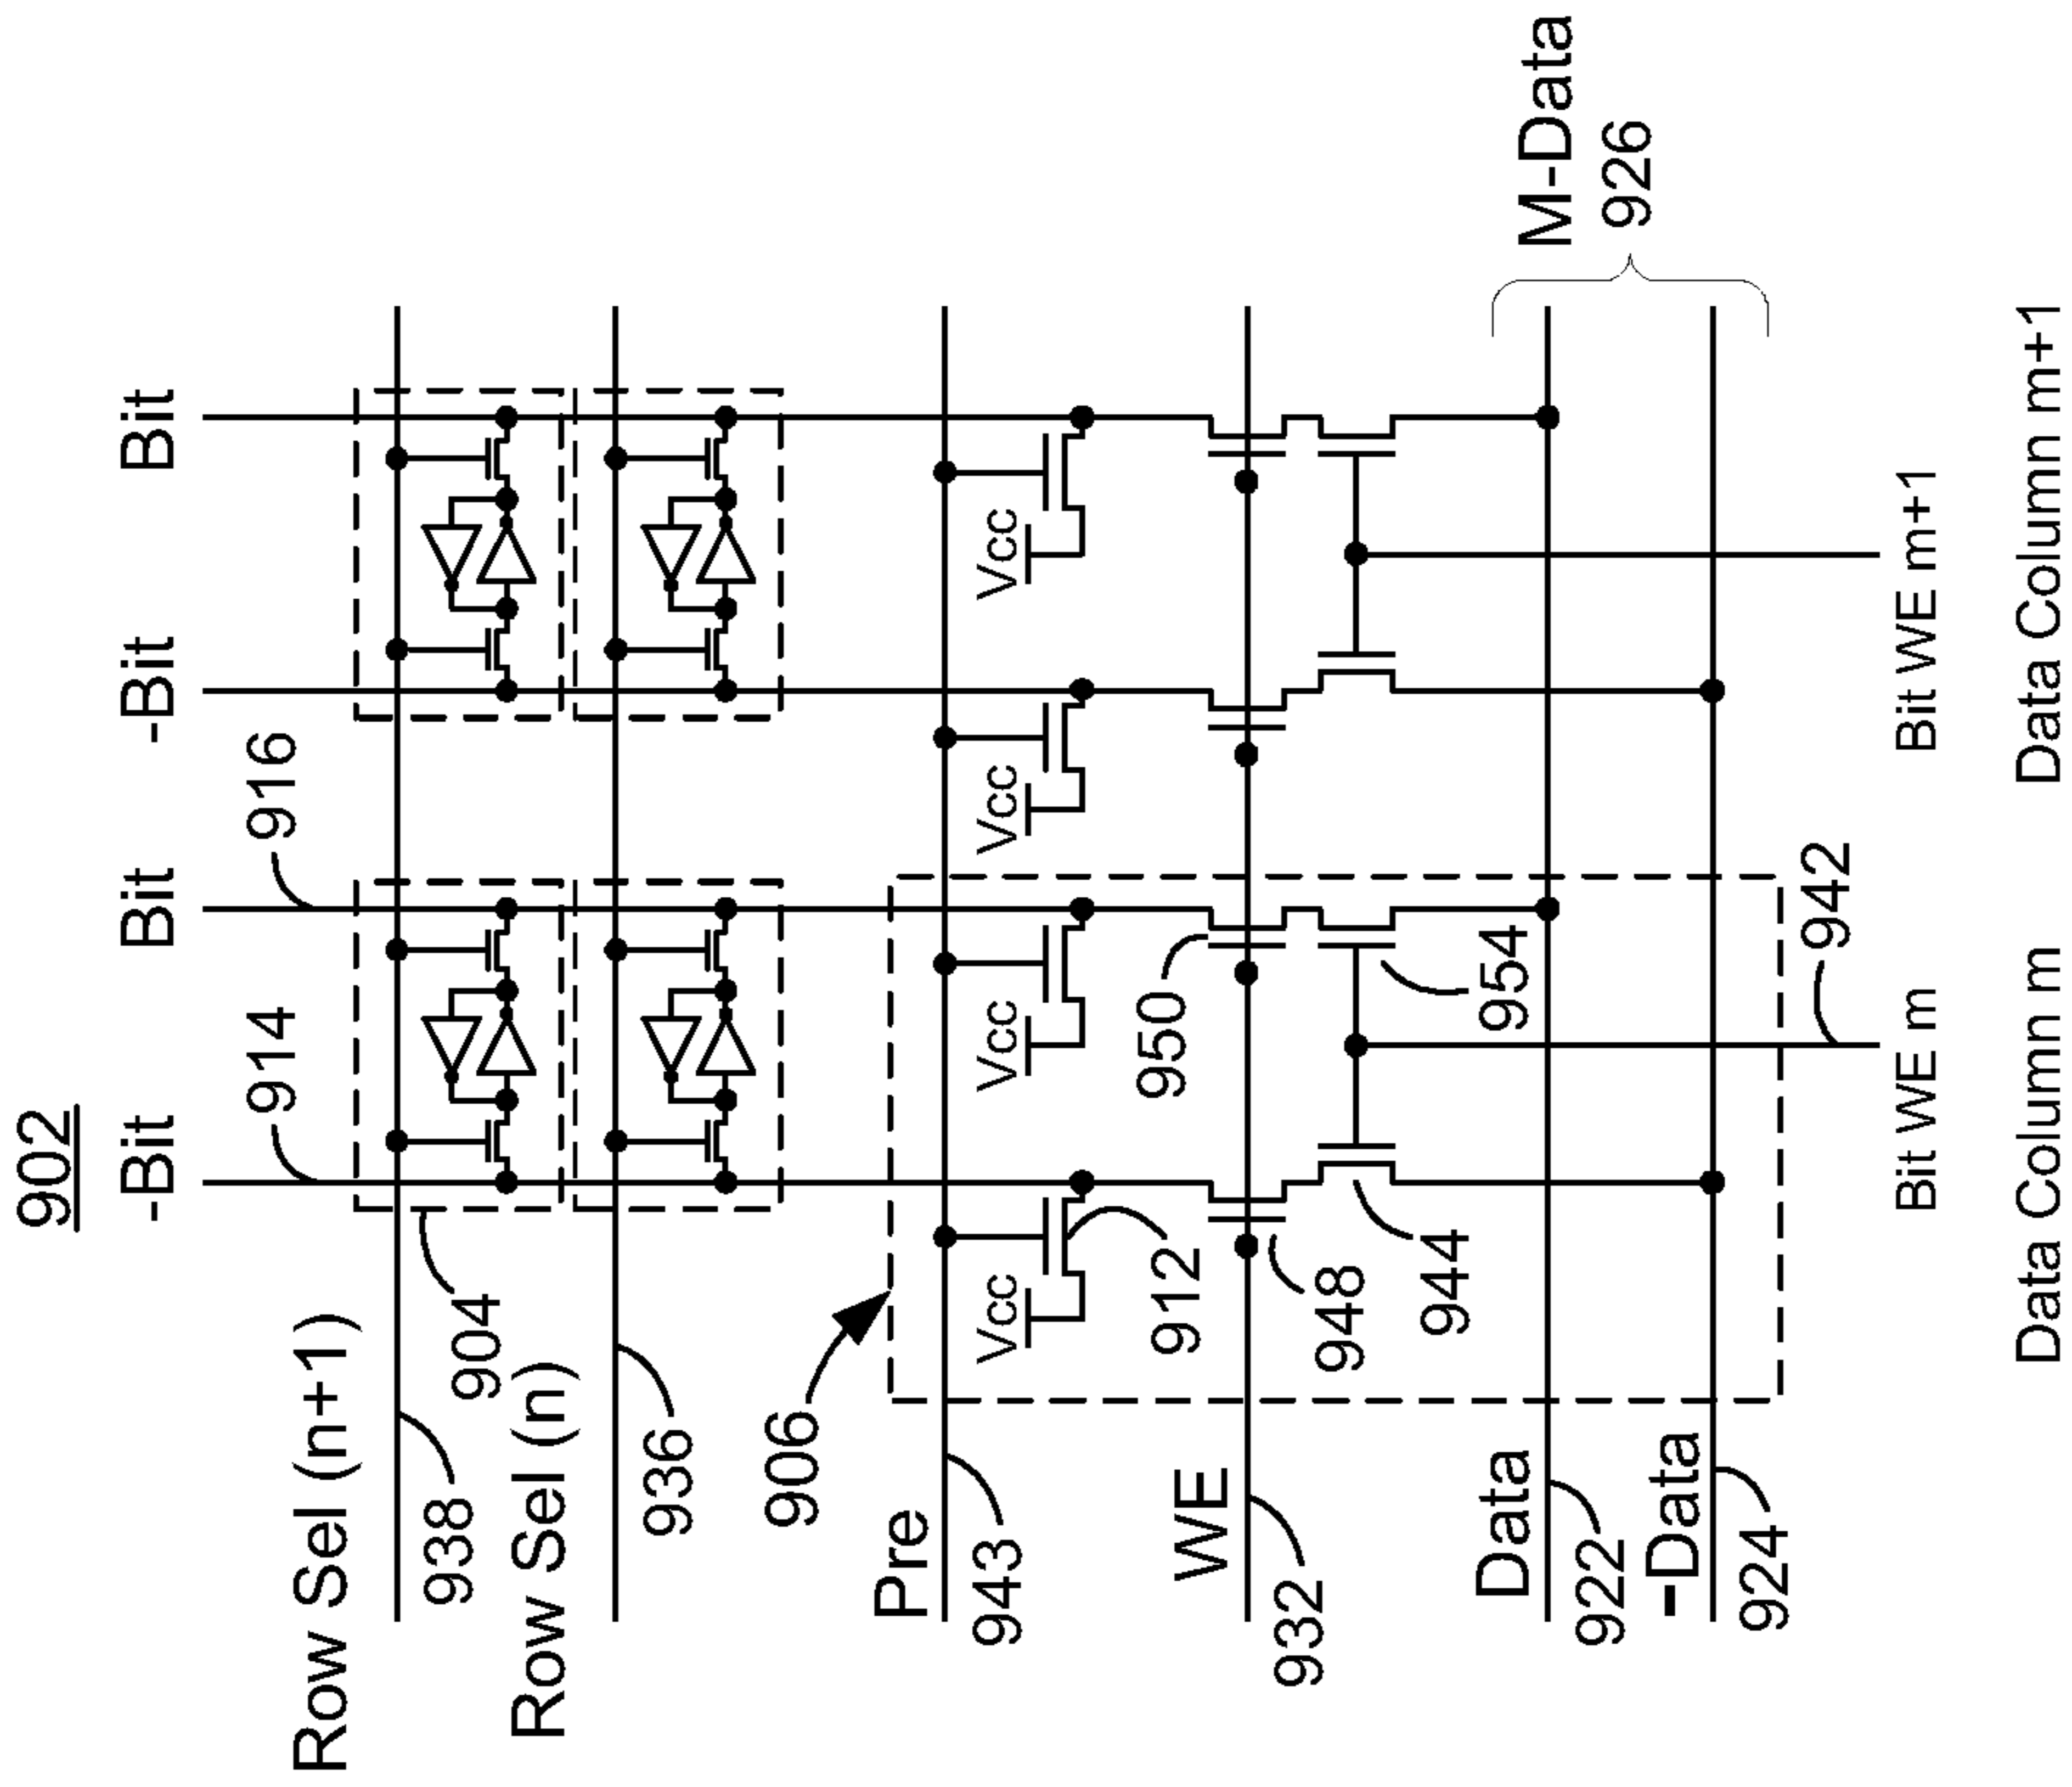 902
-Bit
Bit
-Bit
Bit
914
916
Row Sel (n+1)
938
904
Row Sel (n)
936
906
Pre
943
Vcc
Vcc
Vcc
Vcc
912
950
WE
932
948
944
954
Data
922
-Data
924
M-Data
926
942
Bit WE m
Bit WE m+1
Data Column m
Data Column m+1